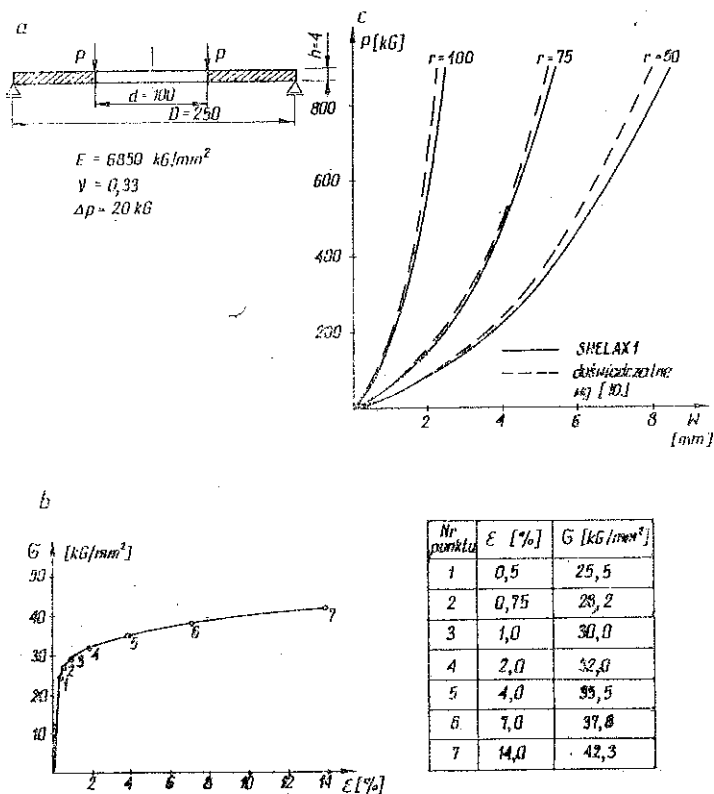 a
P P
h=4
d=100
D=250
E = 6850 kG/mm²
ν = 0,33
Δp = 20 kG
c
P [kG]
r=100 r=75 r=50
800
600
400
200
SHELAX1
doświadczalne
wg [10]
2 4 6 8 W
[mm]
b
σ [kG/mm²]
50
40
30
20
10
1 2 3 4 5 6 7
2 4 6 8 10 12 14 ε[%]
Nr punktu ε [%] σ [kG/mm²]
1 0,5 25,5
2 0,75 28,2
3 1,0 30,0
4 2,0 32,0
5 4,0 35,5
6 7,0 37,8
7 14,0 42,3